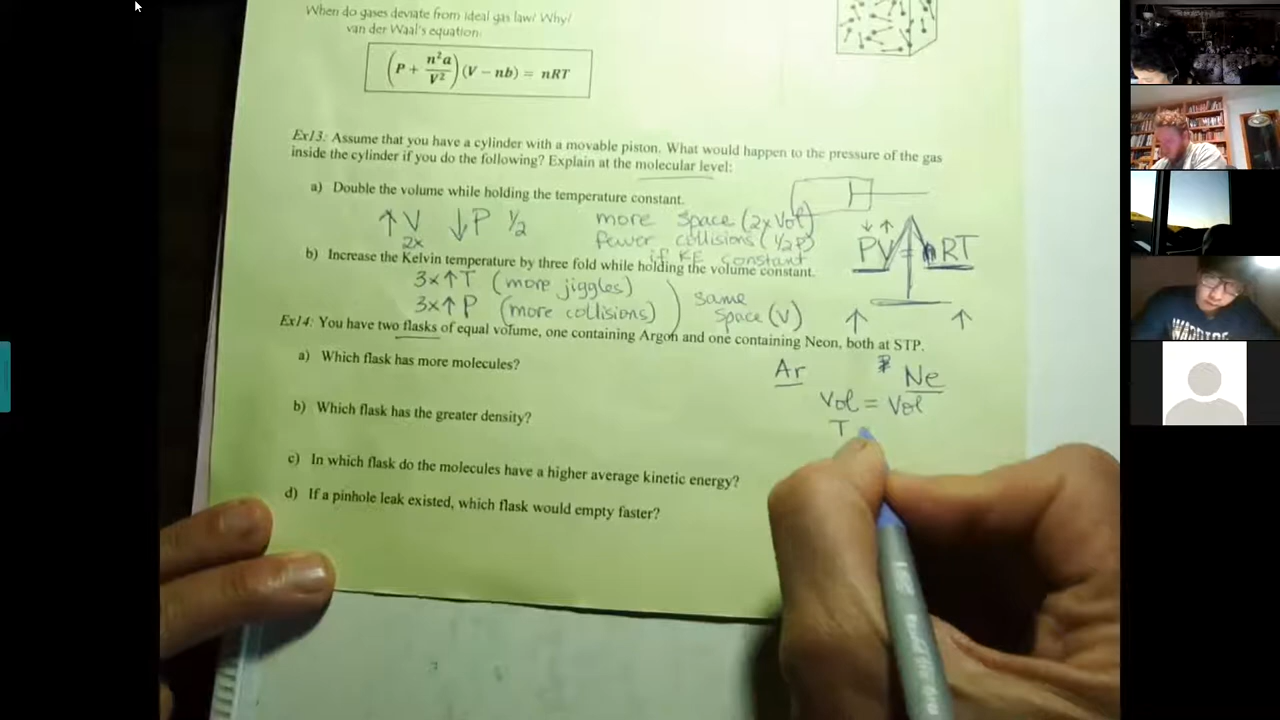 When do gases deviate from ideal gas law? Why?
van der Waal's equation:
(P + n²a/V²)(V − nb) = nRT
Ex13: Assume that you have a cylinder with a movable piston. What would happen to the pressure of the gas
inside the cylinder if you do the following? Explain at the molecular level:
a) Double the volume while holding the temperature constant.
↑V 2x ↓P 1/2 more space (2x Vol)
fewer collisions (1/2 P)
if KE constant
↓ ↑
PV = nRT
b) Increase the Kelvin temperature by three fold while holding the volume constant.
3x↑T (more jiggles)
3x↑P (more collisions) same space (V)
↑ ↑
Ex14: You have two flasks of equal volume, one containing Argon and one containing Neon, both at STP.
a) Which flask has more molecules?
Ar Ne
Vol = Vol
T
b) Which flask has the greater density?
c) In which flask do the molecules have a higher average kinetic energy?
d) If a pinhole leak existed, which flask would empty faster?